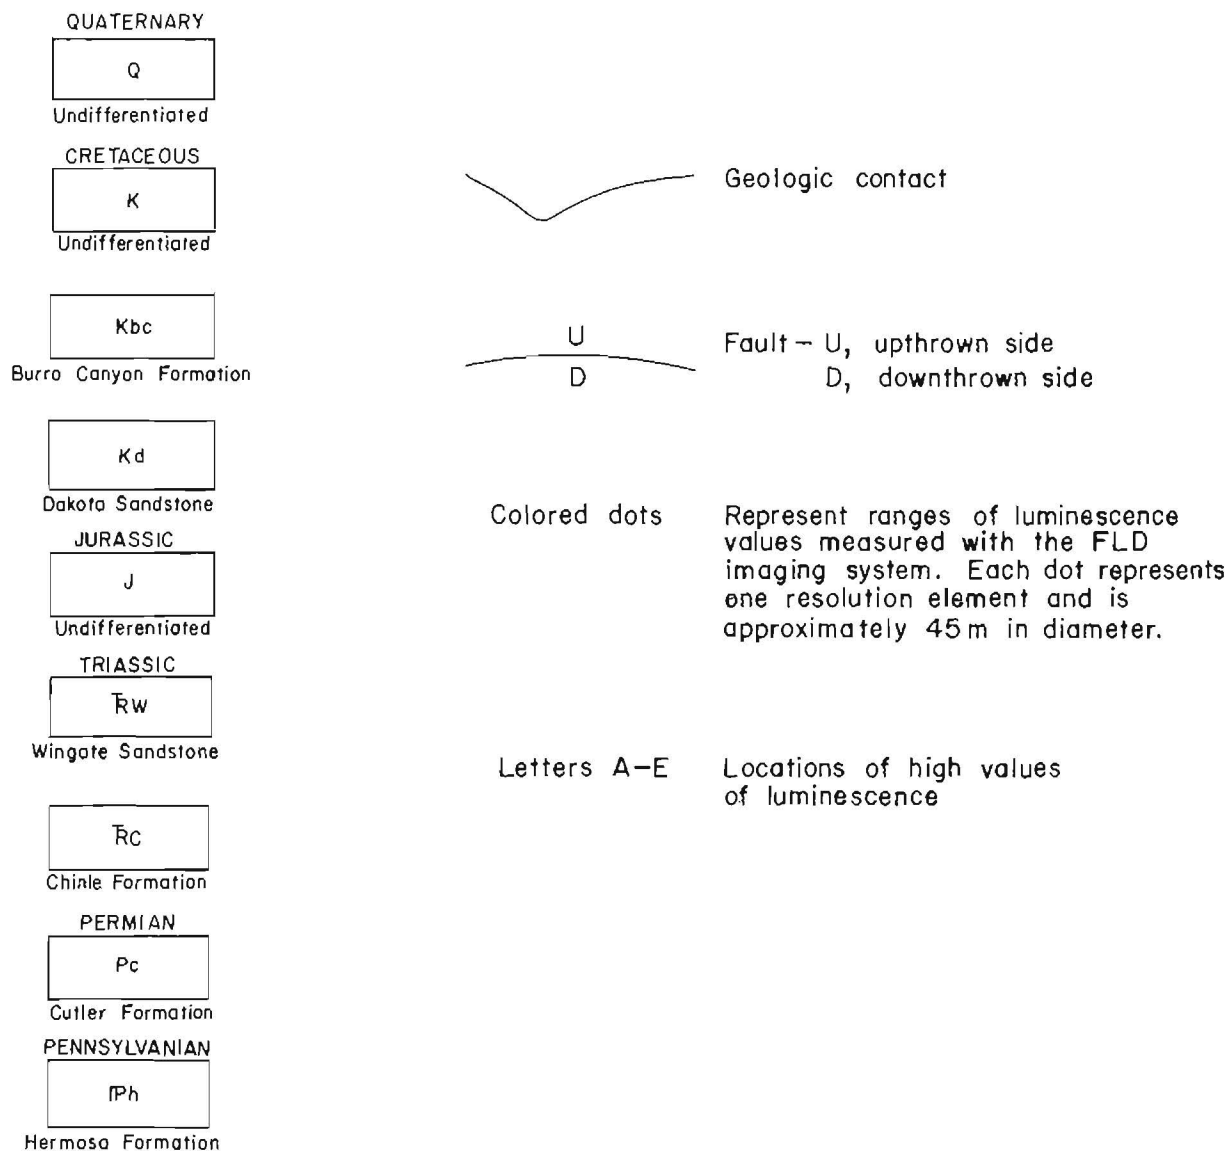 QUATERNARY
Q
Undifferentiated
CRETACEOUS
K
Undifferentiated
Kbc
Burro Canyon Formation
Kd
Dakota Sandstone
JURASSIC
J
Undifferentiated
TRIASSIC
TRW
Wingate Sandstone
TRC
Chinle Formation
PERMIAN
Pc
Cutler Formation
PENNSYLVANIAN
ℙh
Hermosa Formation
Geologic contact
U
D
Fault – U, upthrown side
D, downthrown side
Colored dots
Represent ranges of luminescence
values measured with the FLD
imaging system. Each dot represents
one resolution element and is
approximately 45 m in diameter.
Letters A–E
Locations of high values
of luminescence